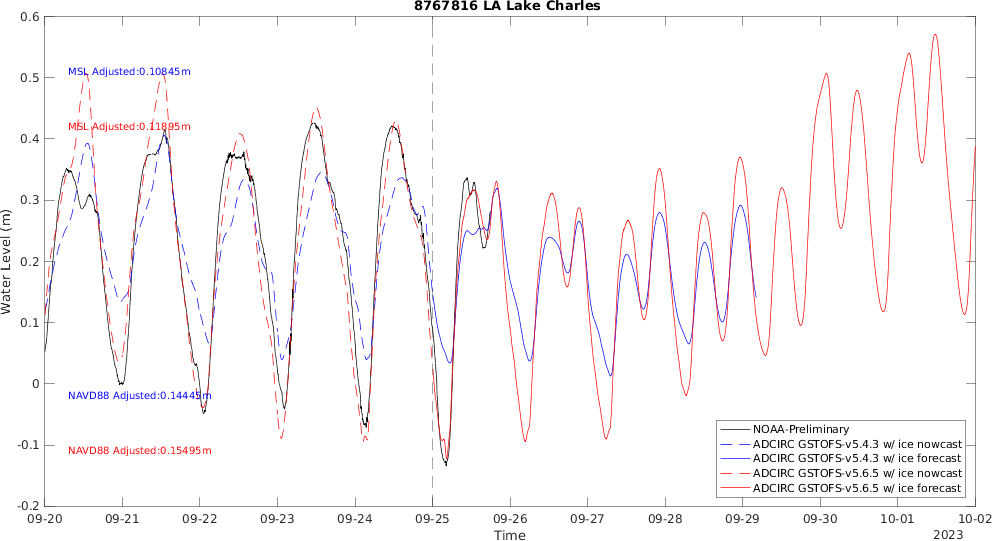 8767816 LA Lake Charles
0.6
0.5
0.4
0.3
0.2
0.1
0
-0.1
-0.2
Water Level (m)
MSL Adjusted:0.10845m
MSL Adjusted:0.11895m
NAVD88 Adjusted:0.14445m
NAVD88 Adjusted:0.15495m
NOAA-Preliminary
ADCIRC GSTOFS-v5.4.3 w/ ice nowcast
ADCIRC GSTOFS-v5.4.3 w/ ice forecast
ADCIRC GSTOFS-v5.6.5 w/ ice nowcast
ADCIRC GSTOFS-v5.6.5 w/ ice forecast
09-20 09-21 09-22 09-23 09-24 09-25 09-26 09-27 09-28 09-29 09-30 10-01 10-02
Time
2023